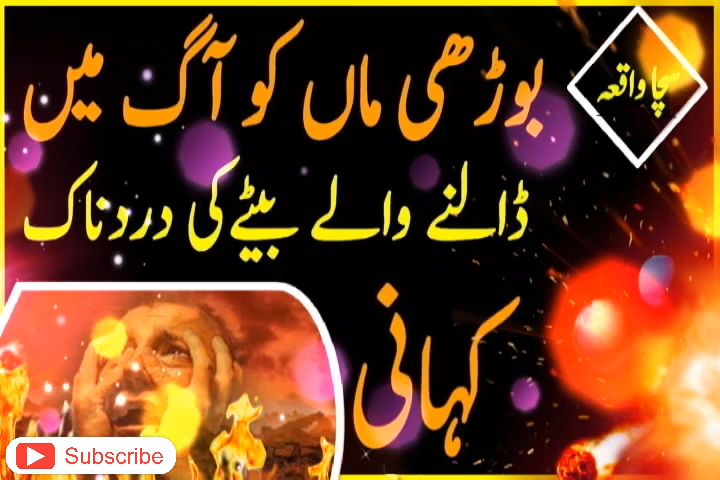 سچا واقعہ
بوڑھی ماں کو آگ میں
ڈالنے والے بیٹے کی دردناک
کہانی
Subscribe